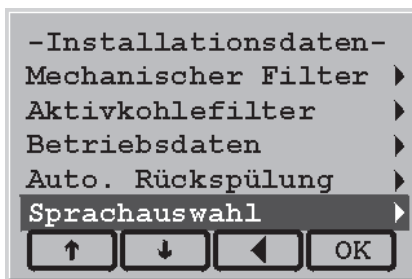 -Installationsdaten-
Mechanischer Filter
Aktivkohlefilter
Betriebsdaten
Auto. Rückspülung
Sprachauswahl
OK